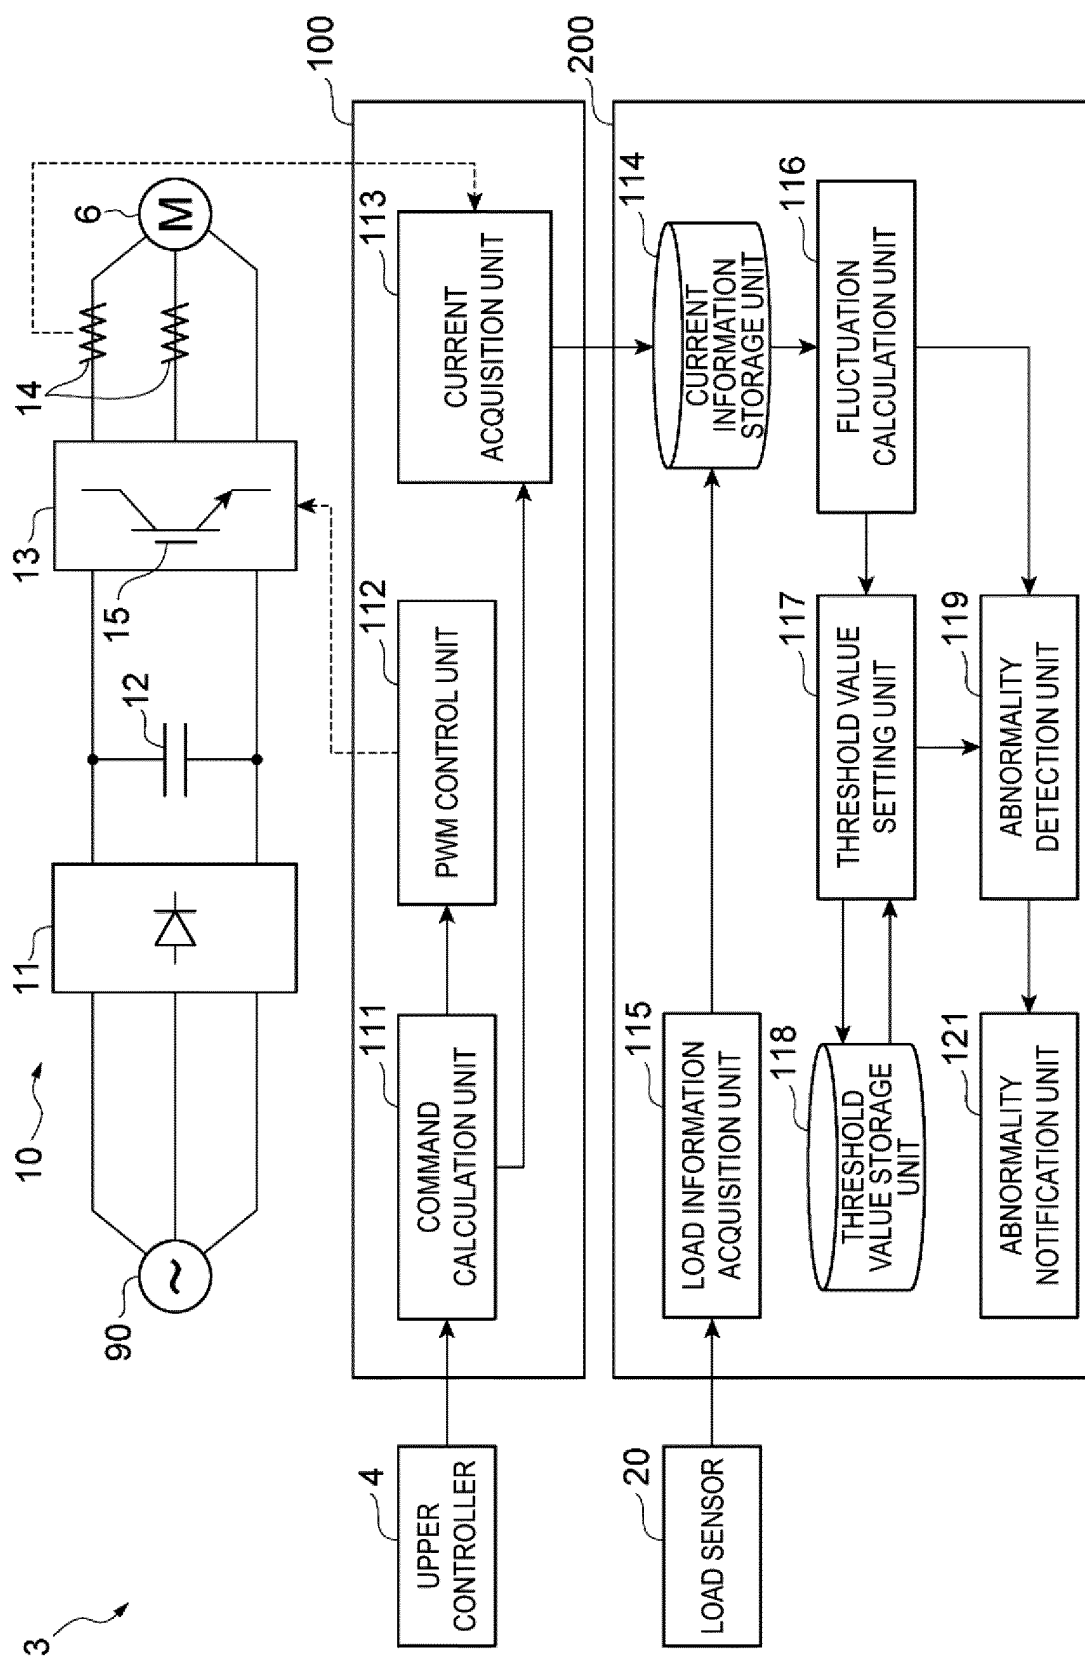 3
10
90
~
11
12
13
15
14
6
M
100
4
UPPER
CONTROLLER
111
COMMAND
CALCULATION UNIT
112
PWM CONTROL UNIT
113
CURRENT
ACQUISITION UNIT
200
20
LOAD SENSOR
115
LOAD INFORMATION
ACQUISITION UNIT
114
CURRENT
INFORMATION
STORAGE UNIT
118
THRESHOLD
VALUE STORAGE
UNIT
117
THRESHOLD VALUE
SETTING UNIT
116
FLUCTUATION
CALCULATION UNIT
121
ABNORMALITY
NOTIFICATION UNIT
119
ABNORMALITY
DETECTION UNIT